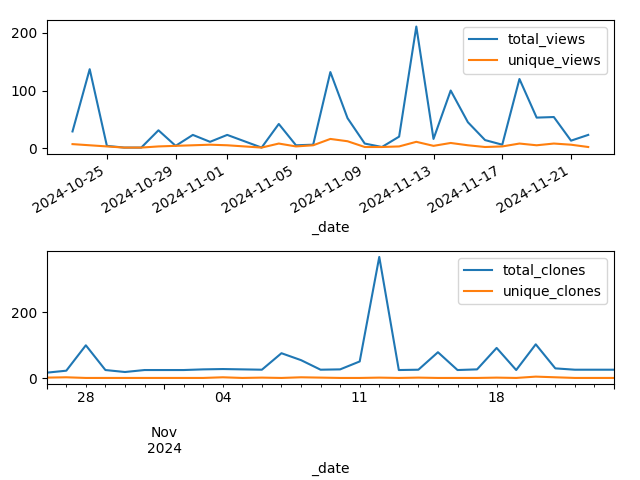 200
100
0
total_views
unique_views
2024-10-25
2024-10-29
2024-11-01
2024-11-05
2024-11-09
2024-11-13
2024-11-17
2024-11-21
_date
200
0
total_clones
unique_clones
28
04
11
18
Nov
2024
_date